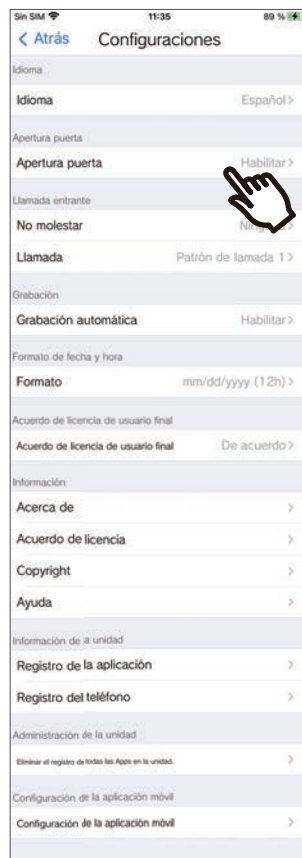 Sin SIM 11:35 89 %
Atrás Configuraciones
Idioma
Idioma Español
Apertura puerta
Apertura puerta Habilitar
Llamada entrante
No molestar
Llamada Patrón de lamada 1
Grabación
Grabación automática Habilitar
Formato de fecha y hora
Formato mm/dd/yyyy (12h)
Acuerdo de licencia de usuario final
Acuerdo de licencia de usuario final De acuerdo
Información
Acerca de
Acuerdo de licencia
Copyright
Ayuda
Información de a unidad
Registro de la aplicación
Registro del teléfono
Administración de la unidad
Eliminar el registro de todas las Apps en la unidad.
Configuración de la aplicación móvil
Configuración de la aplicación móvil